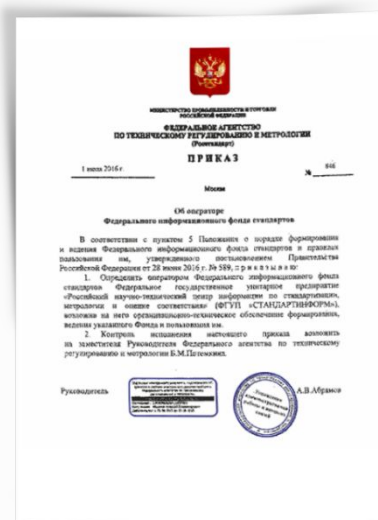 МИНИСТЕРСТВО ПРОМЫШЛЕННОСТИ И ТОРГОВЛИ
РОССИЙСКОЙ ФЕДЕРАЦИИ
ФЕДЕРАЛЬНОЕ АГЕНТСТВО
ПО ТЕХНИЧЕСКОМУ РЕГУЛИРОВАНИЮ И МЕТРОЛОГИИ
(Росстандарт)
ПРИКАЗ
1 июля 2016 г.
№ 846
Москва
Об операторе
Федерального информационного фонда стандартов
В соответствии с пунктом 5 Положения о порядке формирования
и ведения Федерального информационного фонда стандартов и правилах
пользования им, утвержденного постановлением Правительства
Российской Федерации от 28 июня 2016 г. № 589, приказываю:
1. Определить оператором Федерального информационного фонда
стандартов Федеральное государственное унитарное предприятие
«Российский научно-технический центр информации по стандартизации,
метрологии и оценке соответствия» (ФГУП «СТАНДАРТИНФОРМ»),
возложив на него организационно-техническое обеспечение формирования,
ведения указанного Фонда и пользования им.
2. Контроль исполнения настоящего приказа возложить
на заместителя Руководителя Федерального агентства по техническому
регулированию и метрологии Б.М.Потемкина.
Руководитель
А.В.Абрамов